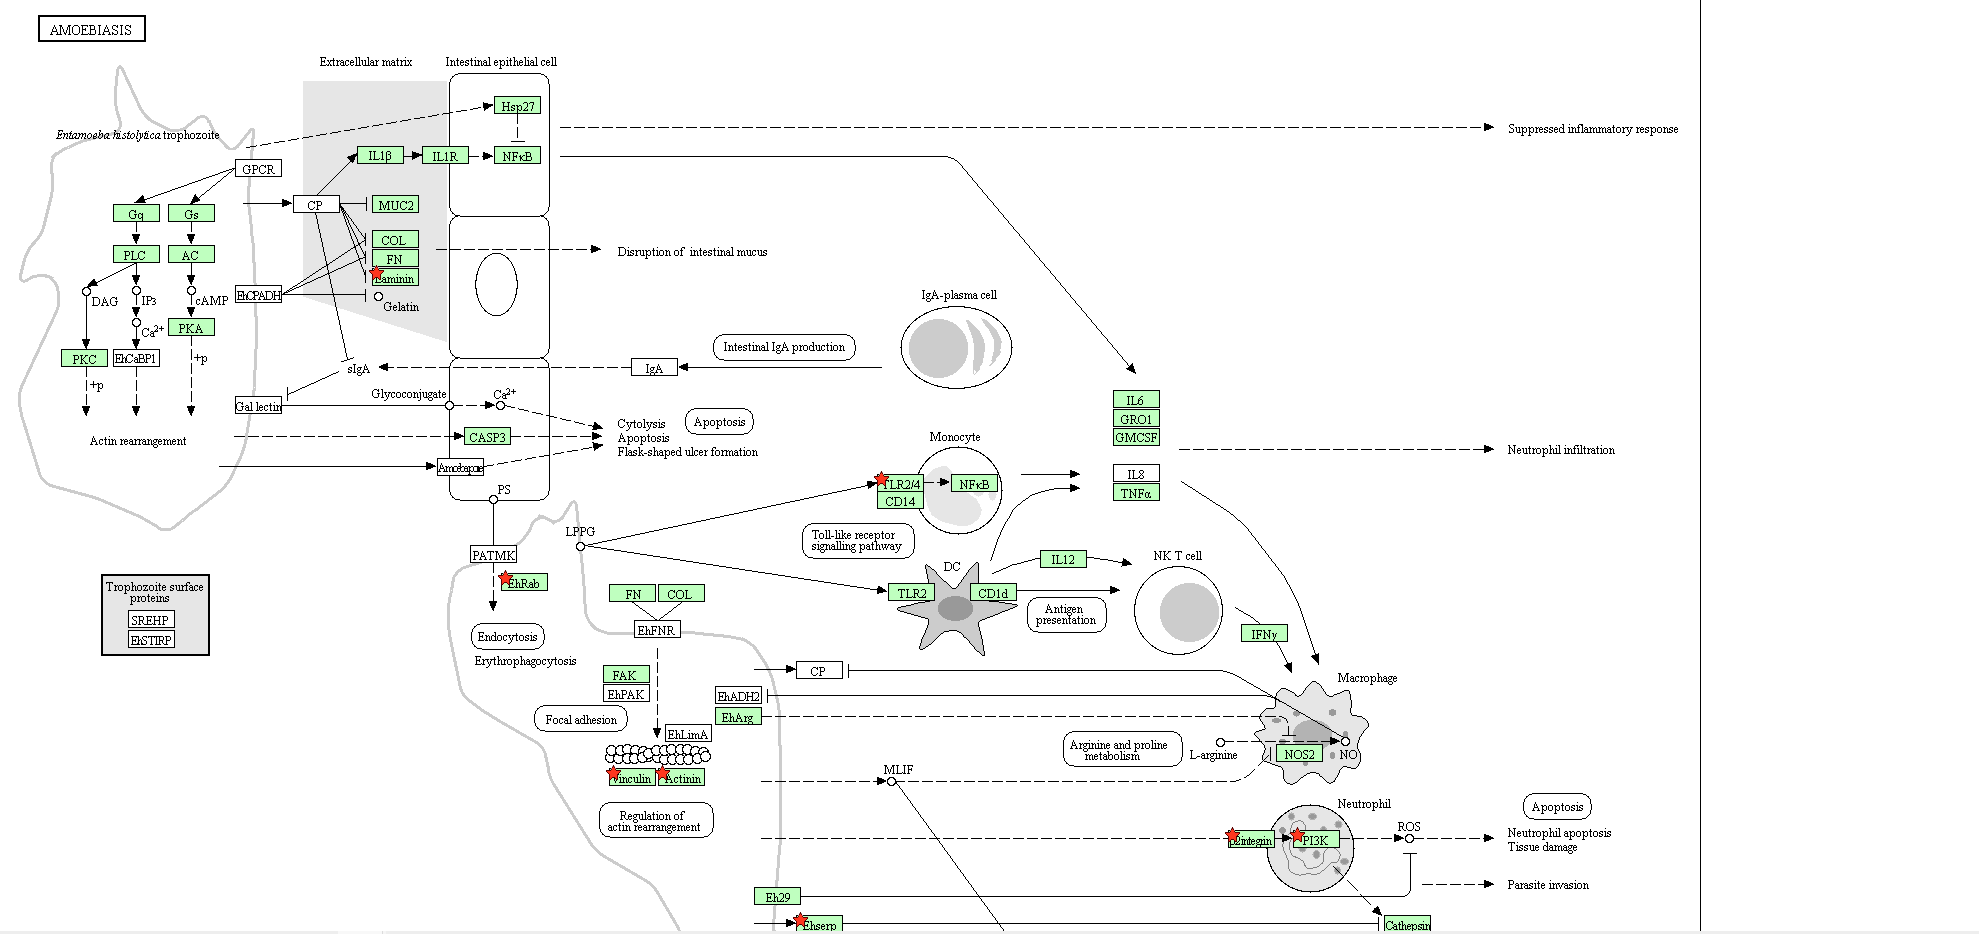 AMOEBIASIS
Extracellular matrix
Intestinal epithelial cell
Hsp27
Entamoeba histolytica trophozoite
Suppressed inflammatory response
IL1β
IL1R
NFκB
GPCR
CP
MUC2
Gq
Gs
COL
PLC
AC
FN
Disruption of intestinal mucus
Laminin
DAG
IP3
cAMP
EhCPADH
Gelatin
IgA-plasma cell
Ca2+
PKA
PKC
EhCaBP1
+p
Intestinal IgA production
sIgA
IgA
+p
Glycoconjugate
Ca2+
Gal lectin
IL6
GRO1
GMCSF
Cytolysis
Apoptosis
Flask-shaped ulcer formation
Apoptosis
Actin rearrangement
CASP3
Monocyte
Neutrophil infiltration
Amoebapore
IL8
TNFα
TLR2/4
NFκB
CD14
PS
LPPG
Toll-like receptor
signalling pathway
PATMK
EhRab
DC
IL12
NK T cell
TLR2
CD1d
Antigen
presentation
Trophozoite surface
proteins
SREHP
EhSTIRP
FN
COL
EhFNR
Endocytosis
Erythrophagocytosis
IFNγ
FAK
EhPAK
CP
Macrophage
EhADH2
EhArg
Focal adhesion
EhLimA
Arginine and proline
metabolism
L-arginine
NOS2
NO
Vinculin
Actinin
MLIF
Regulation of
actin rearrangement
Neutrophil
Apoptosis
β2integrin
PI3K
ROS
Neutrophil apoptosis
Tissue damage
Parasite invasion
Eh29
Ehserp
Cathepsin